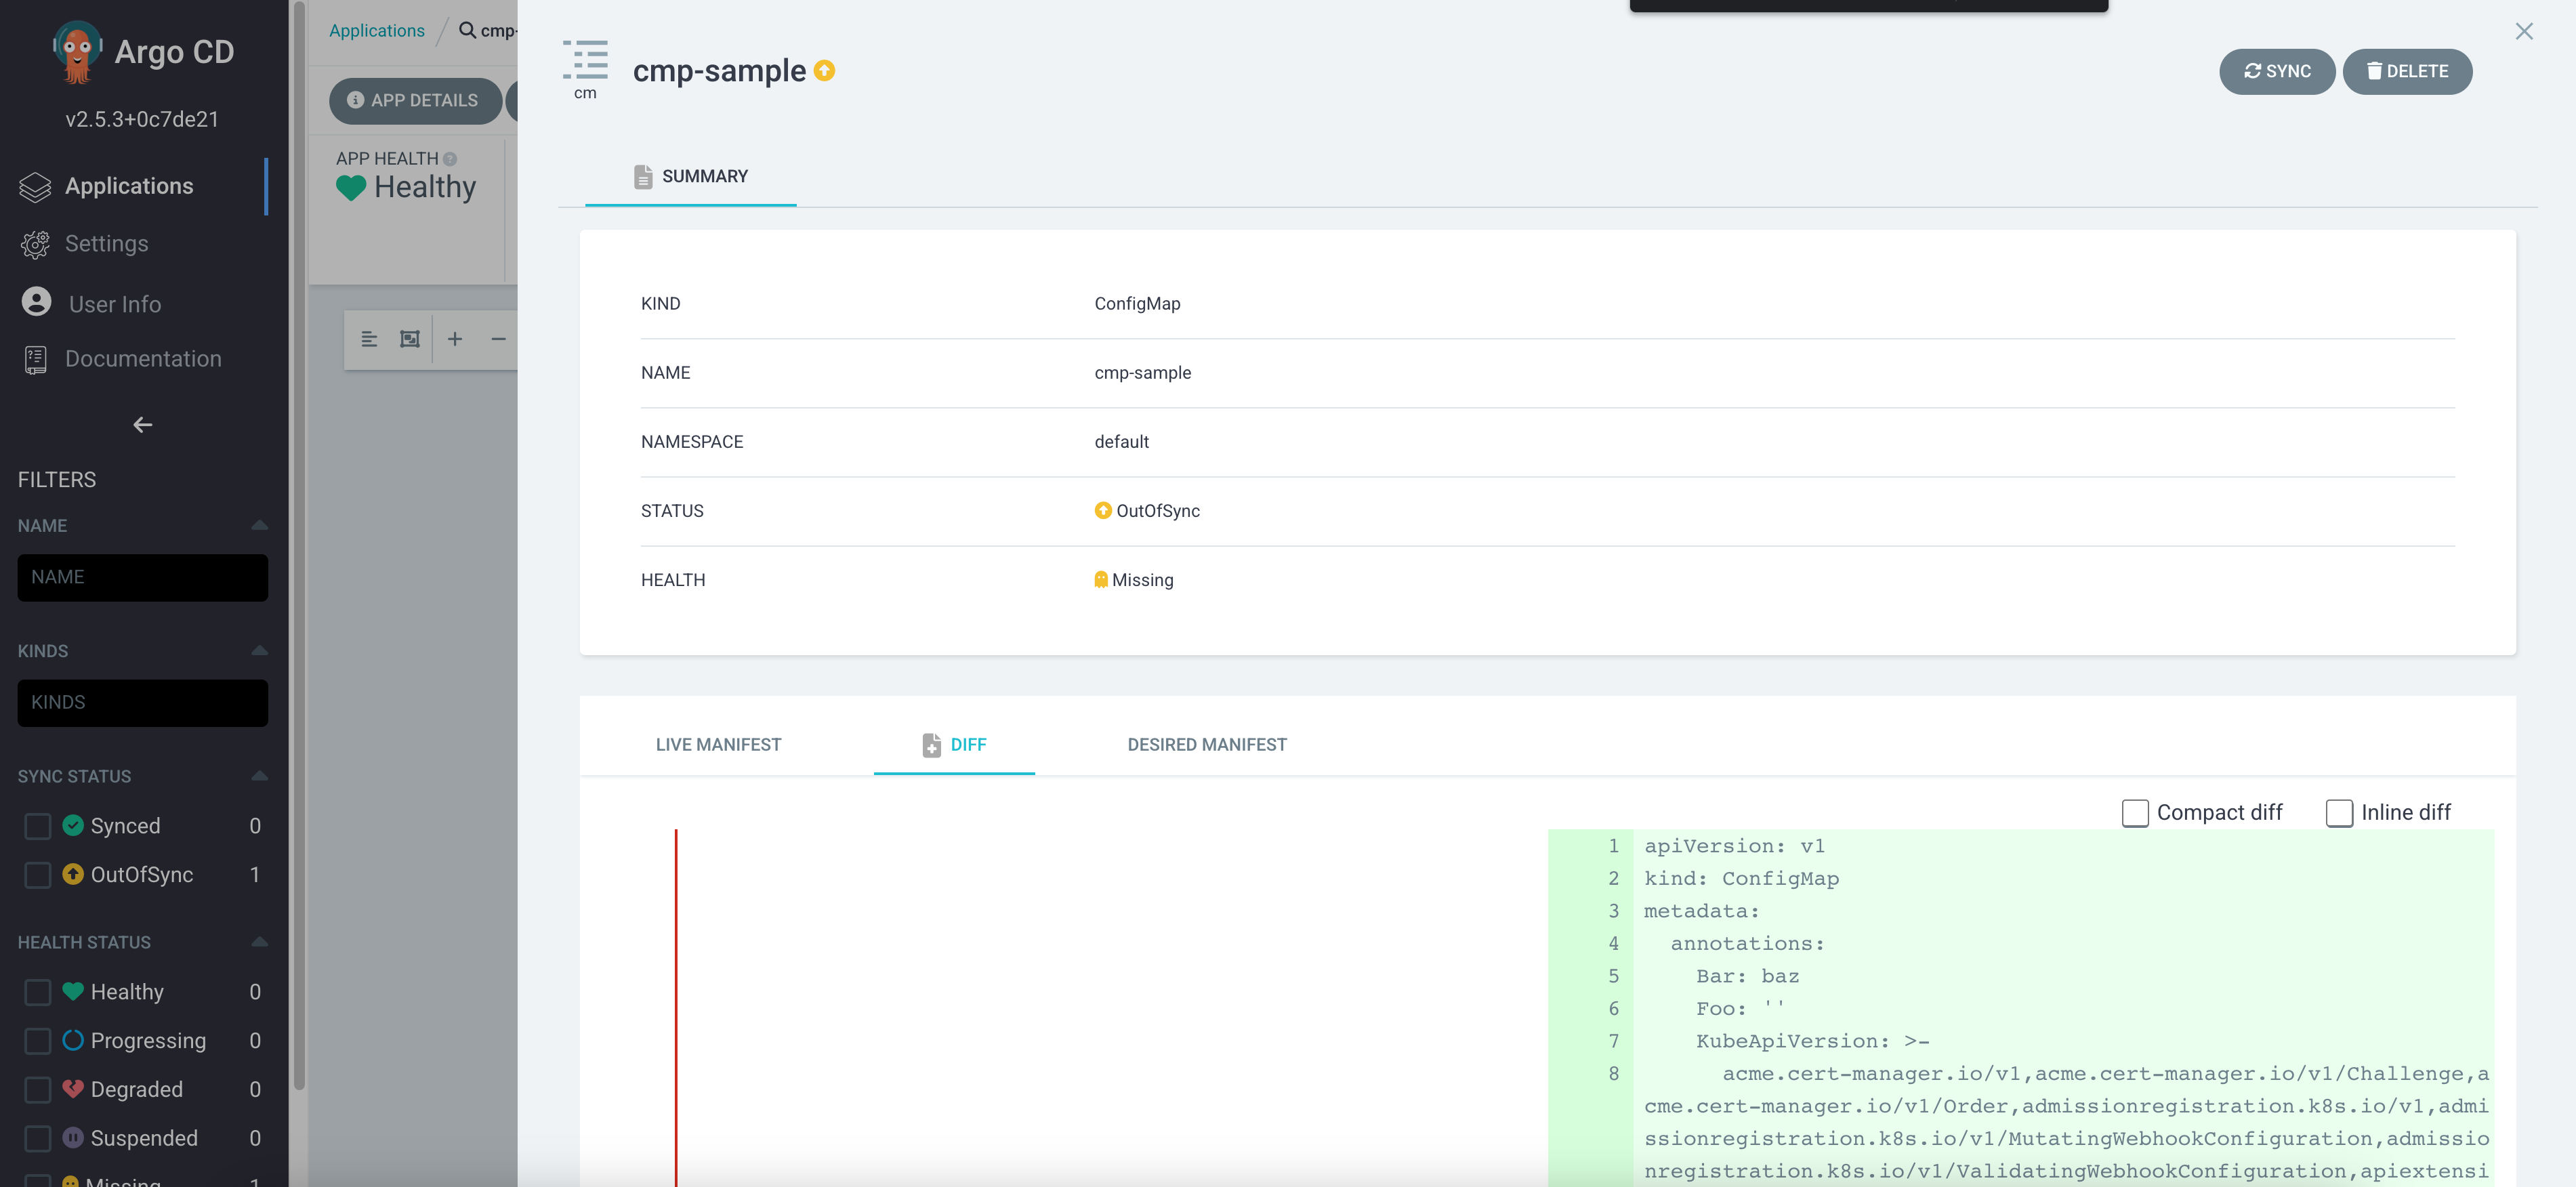 Argo CD
v2.5.3+0c7de21
Applications
Settings
User Info
Documentation
FILTERS
NAME
NAME
KINDS
KINDS
SYNC STATUS
Synced 0
OutOfSync 1
HEALTH STATUS
Healthy 0
Progressing 0
Degraded 0
Suspended 0
Missing 1
Applications / cmp-
APP DETAILS
APP HEALTH
Healthy
cm
cmp-sample
SYNC
DELETE
SUMMARY
KIND ConfigMap
NAME cmp-sample
NAMESPACE default
STATUS OutOfSync
HEALTH Missing
LIVE MANIFEST
DIFF
DESIRED MANIFEST
Compact diff
Inline diff
1 apiVersion: v1
2 kind: ConfigMap
3 metadata:
4 annotations:
5 Bar: baz
6 Foo: ''
7 KubeApiVersion: >-
8 acme.cert-manager.io/v1,acme.cert-manager.io/v1/Challenge,a
cme.cert-manager.io/v1/Order,admissionregistration.k8s.io/v1,admi
ssionregistration.k8s.io/v1/MutatingWebhookConfiguration,admissio
nregistration.k8s.io/v1/ValidatingWebhookConfiguration,apiextensi